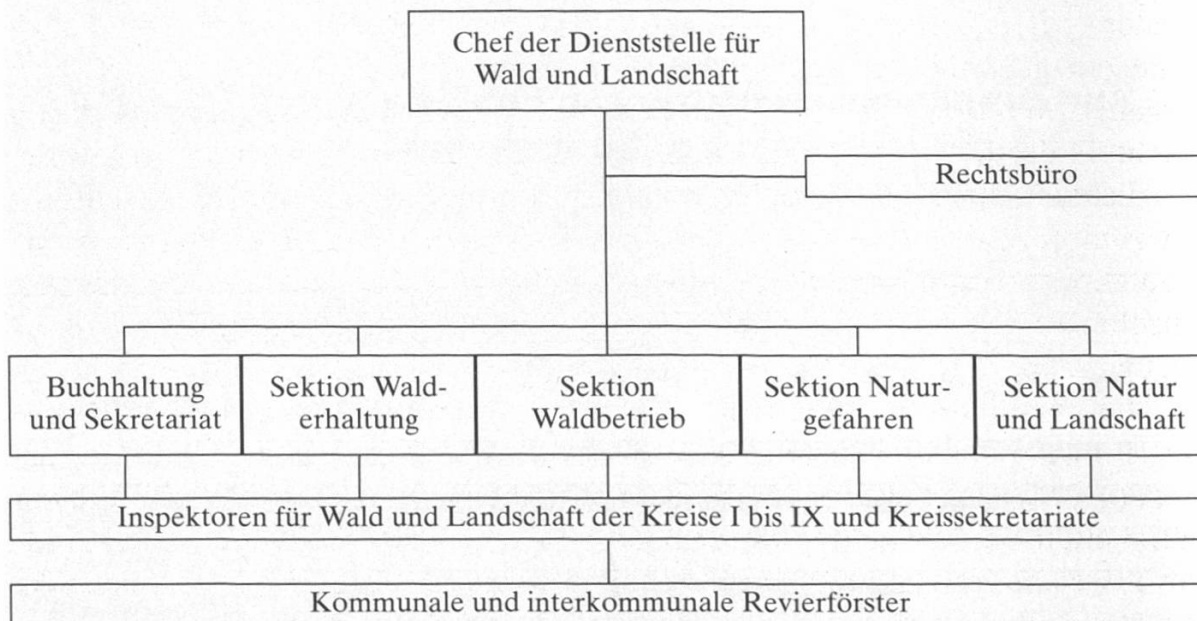 Chef der Dienststelle für
Wald und Landschaft
Rechtsbüro
Buchhaltung
und Sekretariat
Sektion Wald-
erhaltung
Sektion
Waldbetrieb
Sektion Natur-
gefahren
Sektion Natur
und Landschaft
Inspektoren für Wald und Landschaft der Kreise I bis IX und Kreissekretariate
Kommunale und interkommunale Revierförster